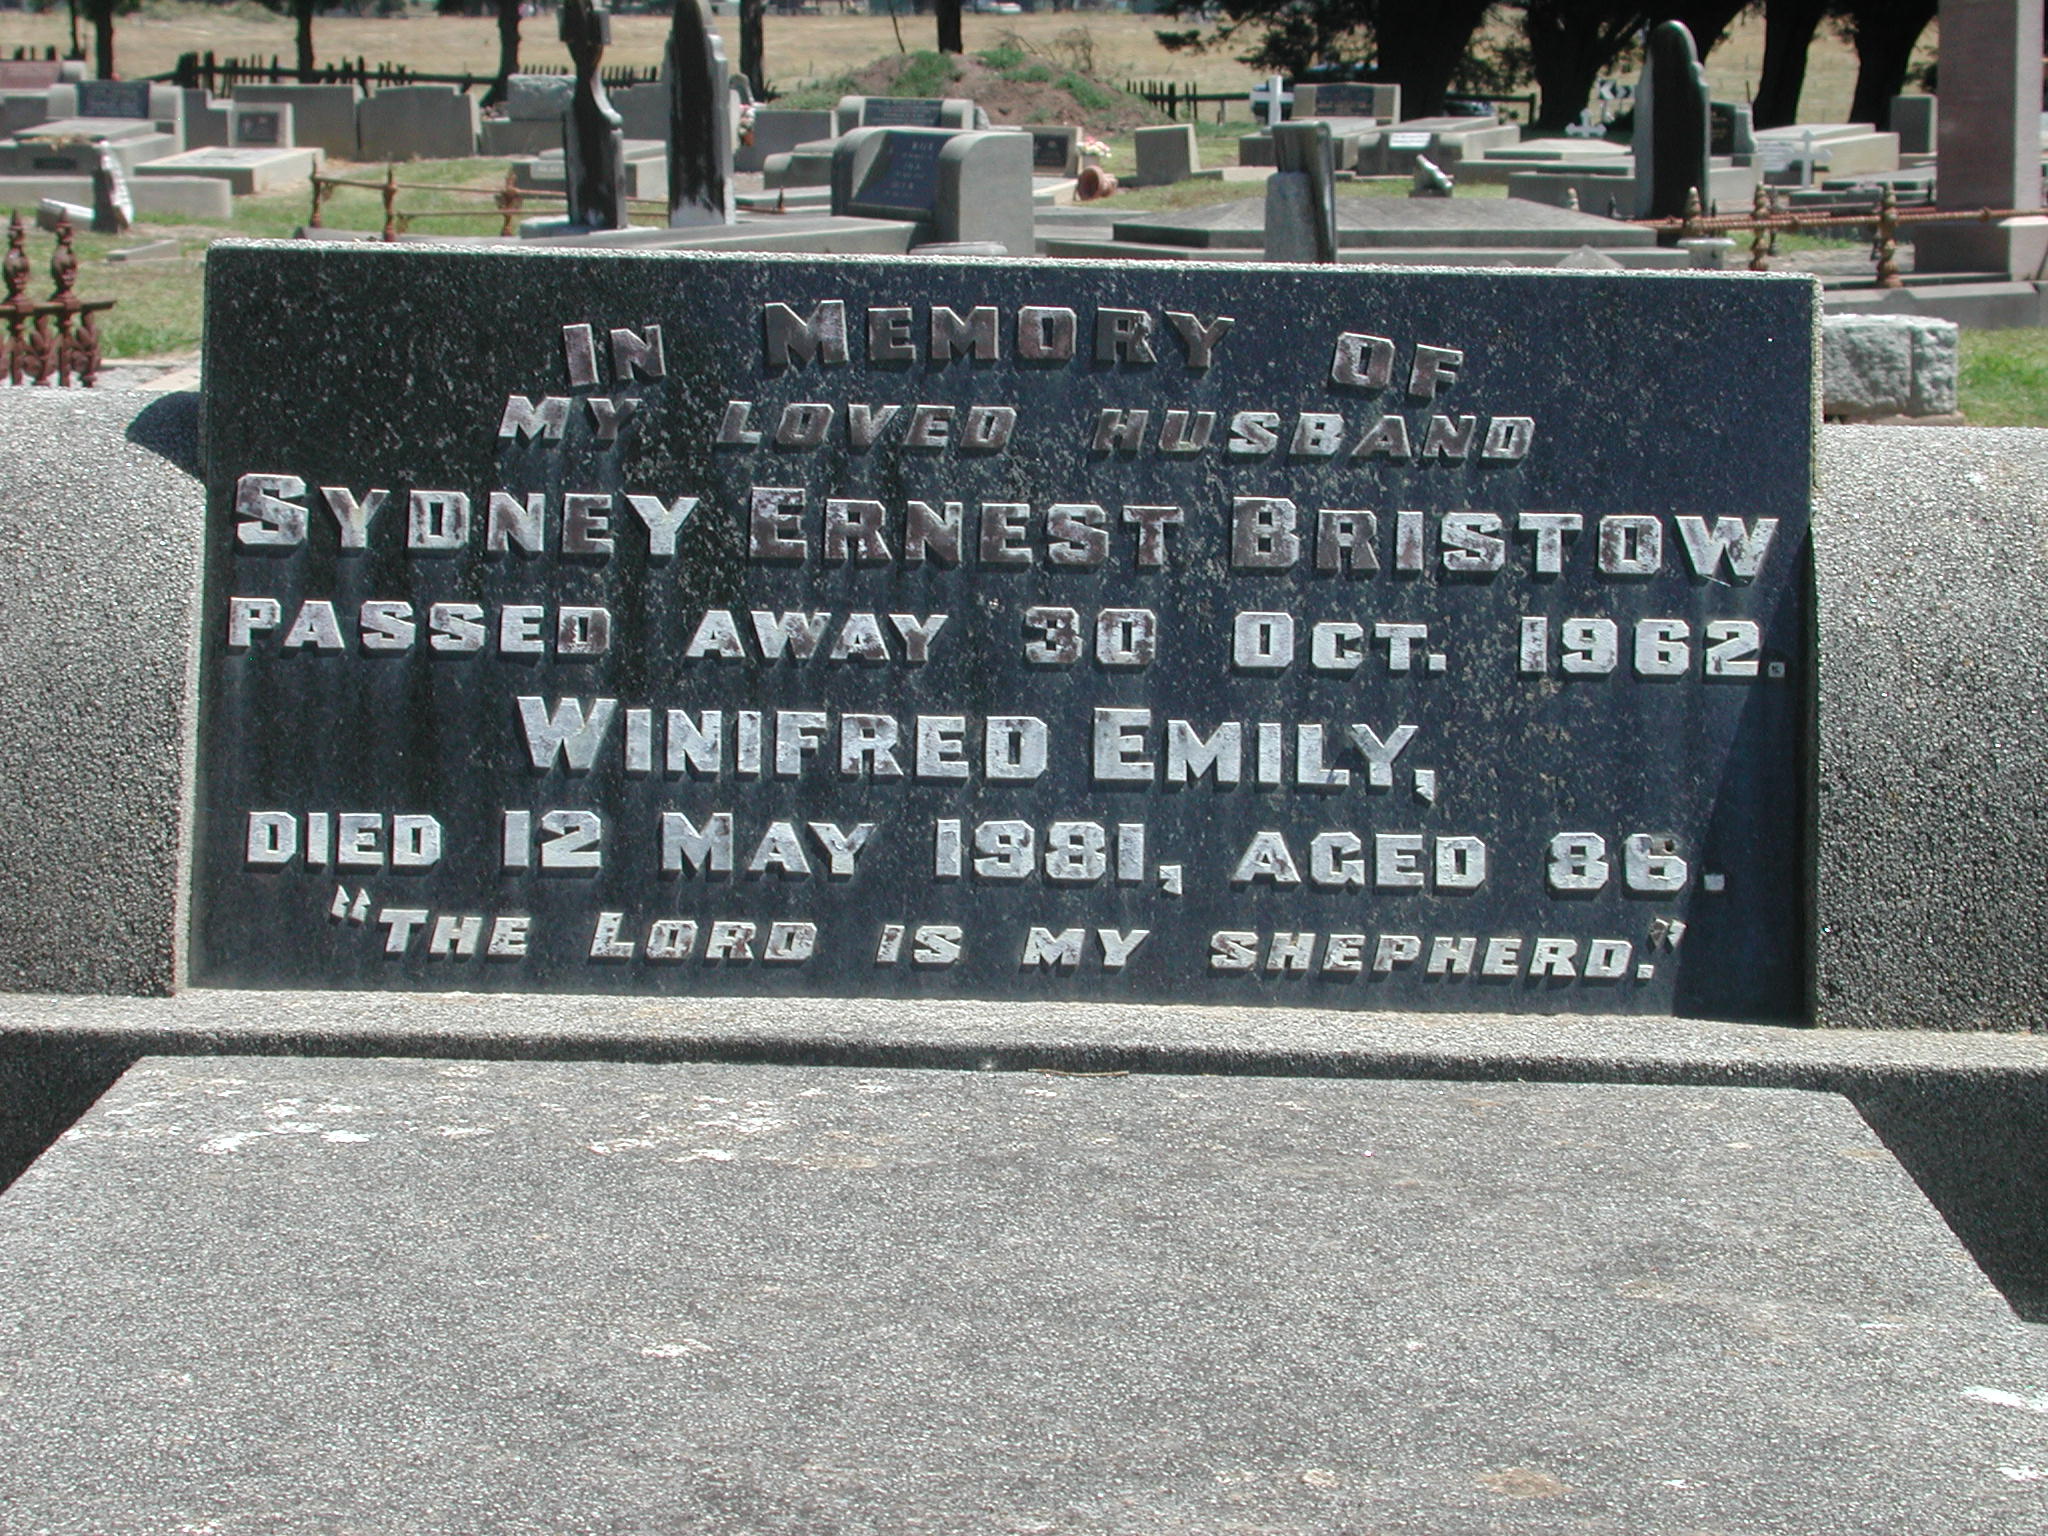 In Memory Of
MY LOVED HUSBAND
Sydney Ernest Bristow
PASSED AWAY 30 Oct. 1962.
Winifred Emily,
DIED 12 May 1981, AGED 86.
"The Lord IS MY SHEPHERD."